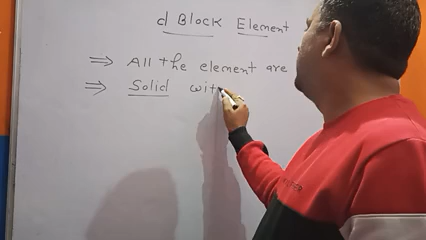 d Block Element
⇒ All the element are
⇒ Solid wit